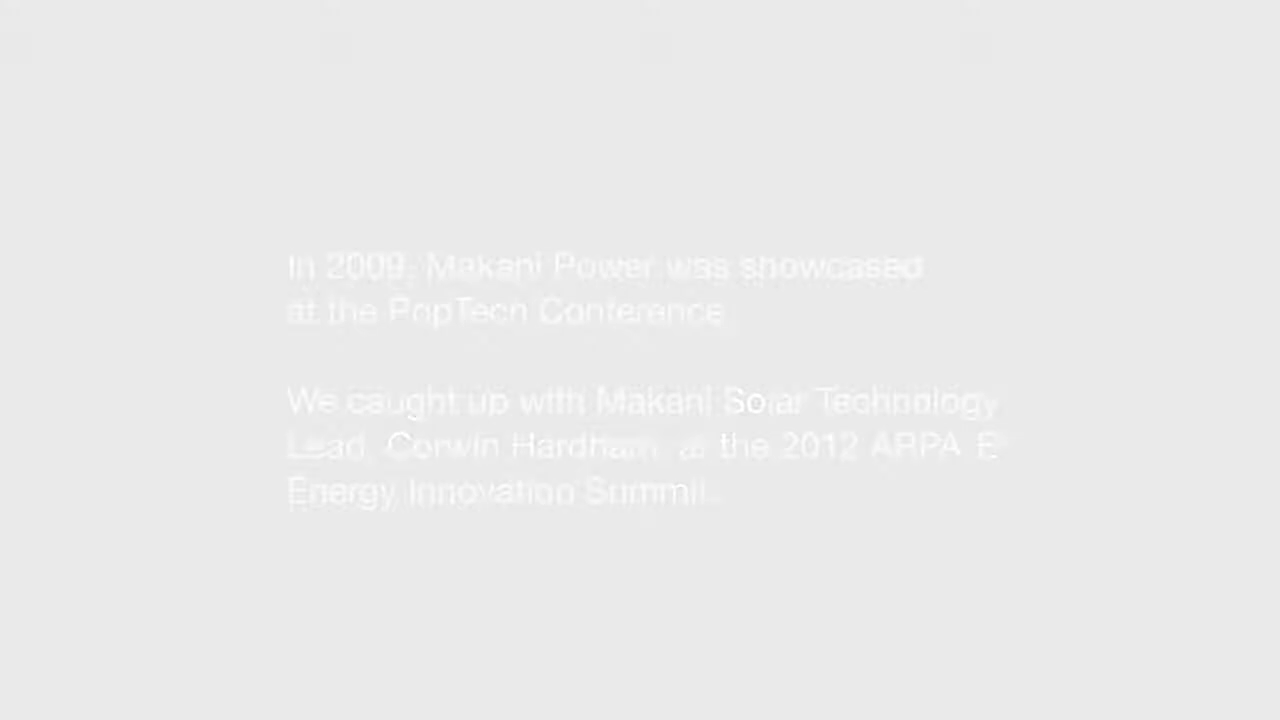 In 2009, Makani Power was showcased
at the PopTech Conference.
We caught up with Makani Solar Technology
Lead, Corwin Hardham, at the 2012 ARPA-E
Energy Innovation Summit.